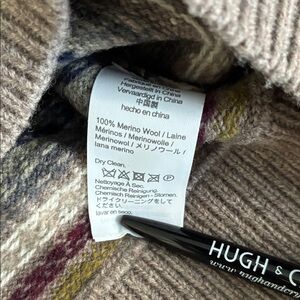 Hergestellt in China
Vervaardigd in China
中国製
hecho en china
100% Merino Wool / Laine
Mérinos / Merinowolle /
Merinowol / メリノウール /
lana merino
Dry Clean.
Nettoyage À Sec.
Chemische Reinigung.
Chemisch Reinigen - Stomen.
ドライクリーニングをして
ください.
lavar en seco.
HUGH & C